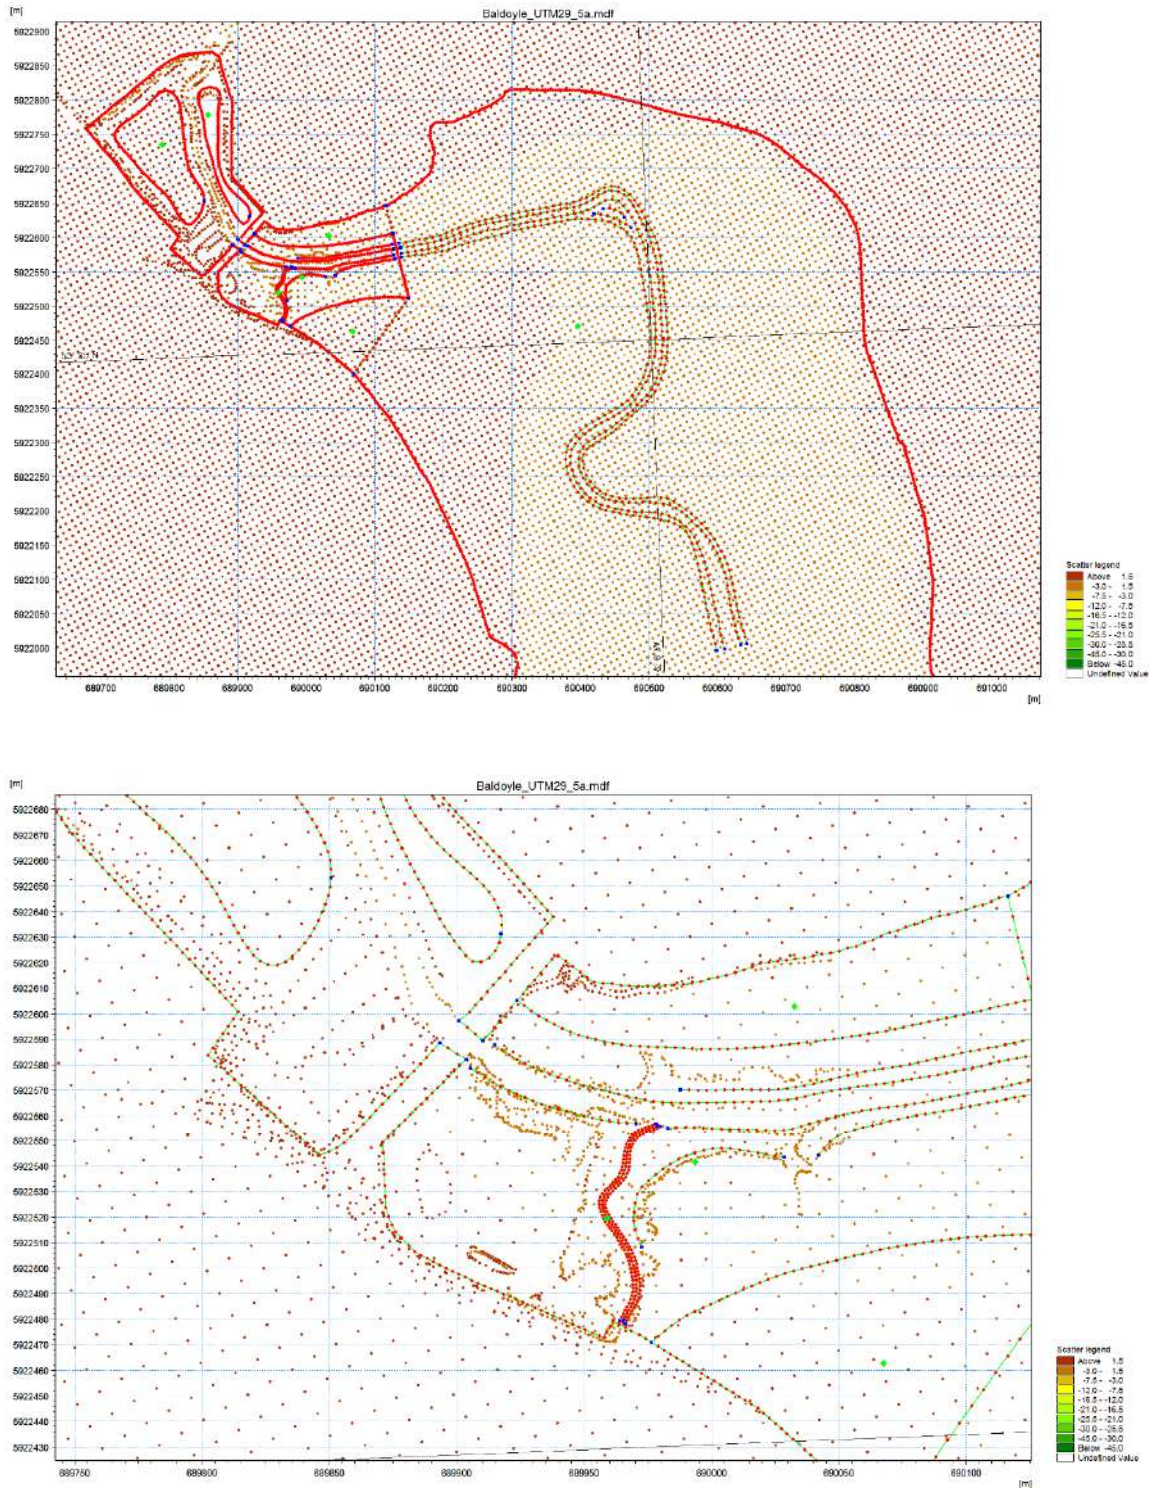 [m]
Baldoyle_UTM29_5a.mdf
5922900
5922850
5922800
5922750
5922700
5922650
5922600
5922550
5922500
5922450
5922400
5922350
5922300
5922250
5922200
5922150
5922100
5922050
5922000
689700 689800 689900 690000 690100 690200 690300 690400 690500 690600 690700 690800 690900 691000
[m]
Scatter legend
Above 1.5
-3.0 - 1.5
-7.5 - -3.0
-12.0 - -7.5
-16.5 - -12.0
-21.0 - -16.5
-25.5 - -21.0
-30.0 - -25.5
-45.0 - -30.0
Below -45.0
Undefined Value
[m]
Baldoyle_UTM29_5a.mdf
5922680
5922670
5922660
5922650
5922640
5922630
5922620
5922610
5922600
5922590
5922580
5922570
5922560
5922550
5922540
5922530
5922520
5922510
5922500
5922490
5922480
5922470
5922460
5922450
5922440
5922430
689750 689800 689850 689900 689950 690000 690050 690100
[m]
Scatter legend
Above 1.5
-3.0 - 1.5
-7.5 - -3.0
-12.0 - -7.5
-16.5 - -12.0
-21.0 - -16.5
-25.5 - -21.0
-30.0 - -25.5
-45.0 - -30.0
Below -45.0
Undefined Value